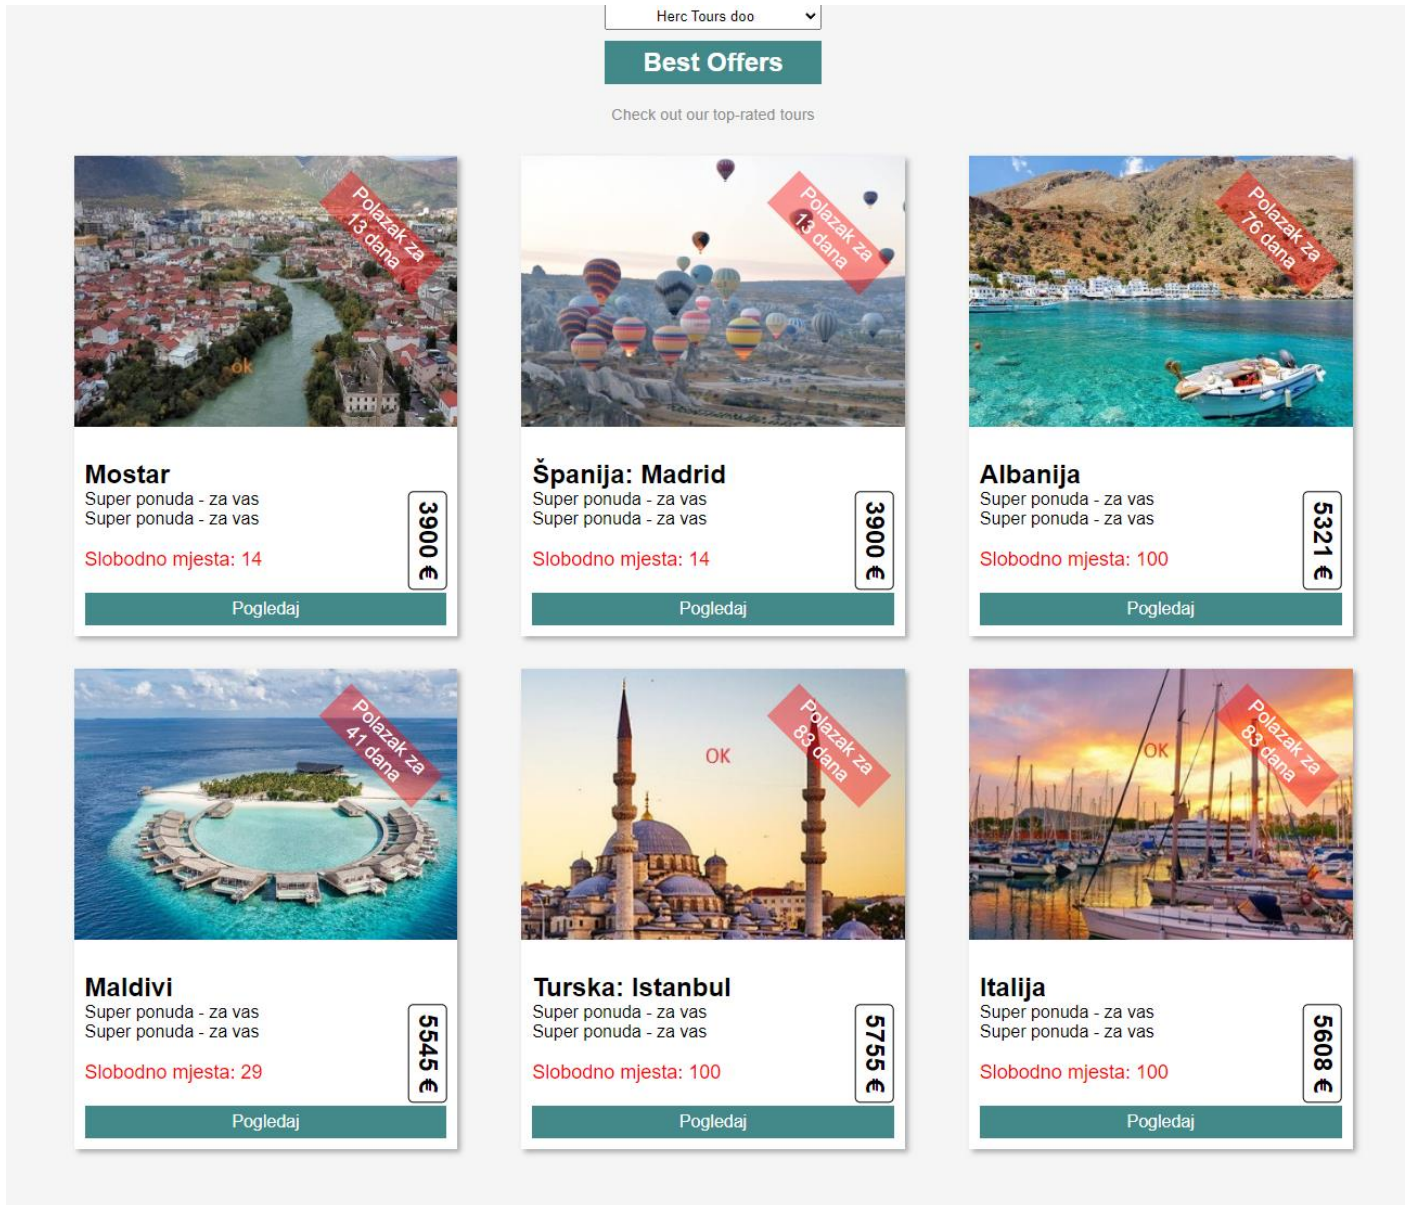 Herc Tours doo
Best Offers
Check out our top-rated tours
Polazak za
13 dana
ok
Mostar
Super ponuda - za vas
Super ponuda - za vas
Slobodno mjesta: 14
3900 €
Pogledaj
Polazak za
13 dana
Španija: Madrid
Super ponuda - za vas
Super ponuda - za vas
Slobodno mjesta: 14
3900 €
Pogledaj
Polazak za
76 dana
Albanija
Super ponuda - za vas
Super ponuda - za vas
Slobodno mjesta: 100
5321 €
Pogledaj
Polazak za
41 dana
Maldivi
Super ponuda - za vas
Super ponuda - za vas
Slobodno mjesta: 29
5545 €
Pogledaj
Polazak za
83 dana
OK
Turska: Istanbul
Super ponuda - za vas
Super ponuda - za vas
Slobodno mjesta: 100
5755 €
Pogledaj
Polazak za
83 dana
OK
Italija
Super ponuda - za vas
Super ponuda - za vas
Slobodno mjesta: 100
5608 €
Pogledaj